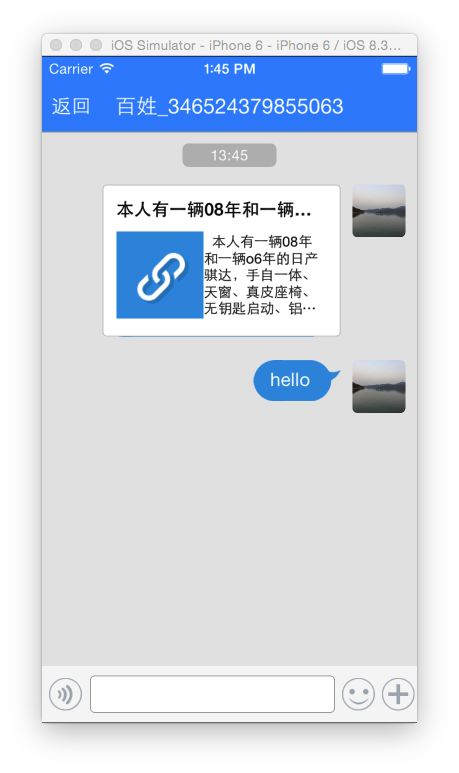 iOS Simulator - iPhone 6 - iPhone 6 / iOS 8.3...
Carrier 1:45 PM
返回 百姓_346524379855063
13:45
本人有一辆08年和一辆...
本人有一辆08年
和一辆o6年的日产
骐达，手自一体、
天窗、真皮座椅、
无钥匙启动、铝…
hello